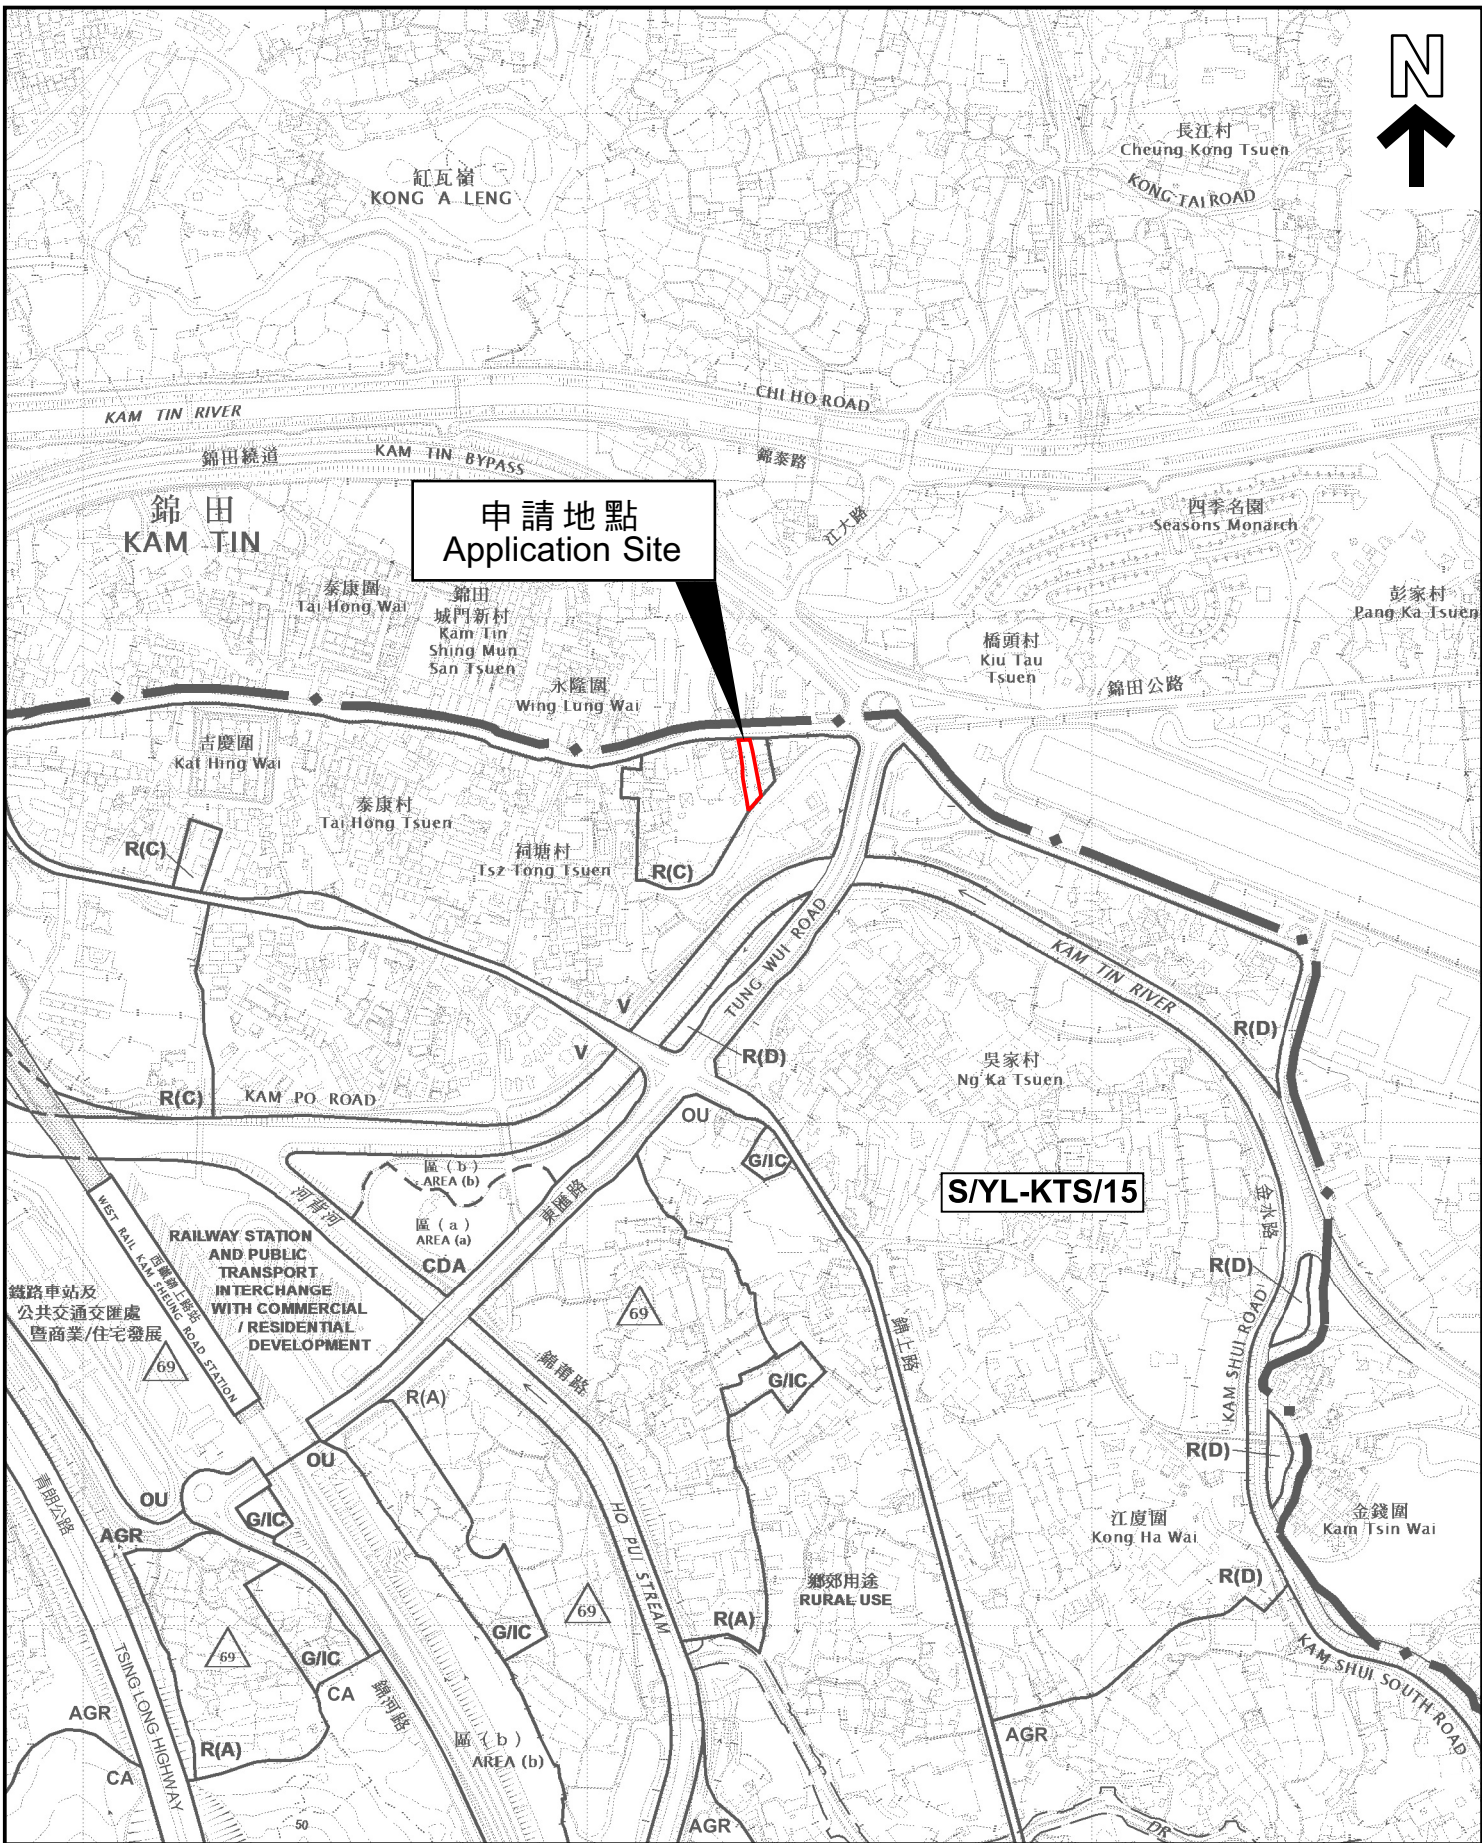 N
長江村
Cheung Kong Tsuen
KONG TAI ROAD
缸瓦嶺
KONG A LENG
CHI HO ROAD
KAM TIN RIVER
錦田繞道
KAM TIN BYPASS
錦泰路
錦田
KAM TIN
申請地點
Application Site
江大路
四季名園
Seasons Monarch
泰康圍
Tai Hong Wai
錦田
城門新村
Kam Tin
Shing Mun
San Tsuen
彭家村
Pang Ka Tsuen
橋頭村
Kiu Tau
Tsuen
永隆圍
Wing Lung Wai
錦田公路
吉慶圍
Kat Hing Wai
泰康村
Tai Hong Tsuen
祠塘村
Tsz Tong Tsuen
R(C)
R(C)
TUNG WUI ROAD
KAM TIN RIVER
V
V
R(D)
R(D)
吳家村
Ng Ka Tsuen
R(C)
KAM PO ROAD
OU
G/IC
區(b)
AREA (b)
區(a)
AREA (a)
CDA
東匯路
河背河
S/YL-KTS/15
金水路
WEST RAIL KAM SHEUNG ROAD STATION
西鐵錦上路站
RAILWAY STATION
AND PUBLIC
TRANSPORT
INTERCHANGE
WITH COMMERCIAL
/ RESIDENTIAL
DEVELOPMENT
鐵路車站及
公共交通交匯處
暨商業/住宅發展
69
69
R(D)
KAM SHUI ROAD
錦上路
錦莆路
G/IC
R(A)
R(D)
OU
OU
G/IC
AGR
青朗公路
HO PUI STREAM
江廈圍
Kong Ha Wai
金錢圍
Kam Tsin Wai
鄉郊用途
RURAL USE
R(D)
69
R(A)
G/IC
69
G/IC
CA
TSING LONG HIGHWAY
錦河路
KAM SHUI SOUTH ROAD
AGR
R(A)
CA
區(b)
AREA (b)
AGR
50
AGR
DR